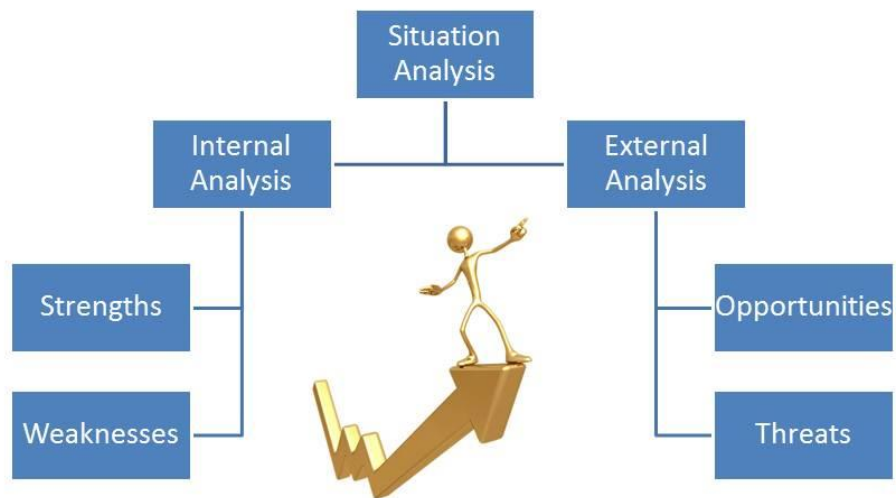 Situation
Analysis
Internal
Analysis
External
Analysis
Strengths
Opportunities
Weaknesses
Threats